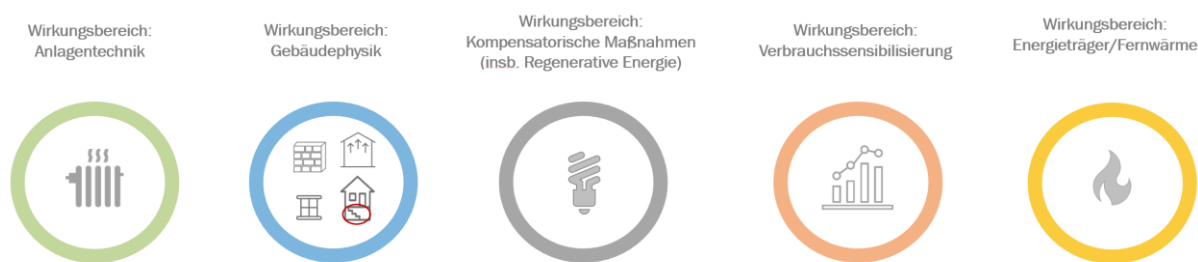 Wirkungsbereich:
Anlagentechnik
Wirkungsbereich:
Gebäudephysik
Wirkungsbereich:
Kompensatorische Maßnahmen
(insb. Regenerative Energie)
Wirkungsbereich:
Verbrauchssensibilisierung
Wirkungsbereich:
Energieträger/Fernwärme